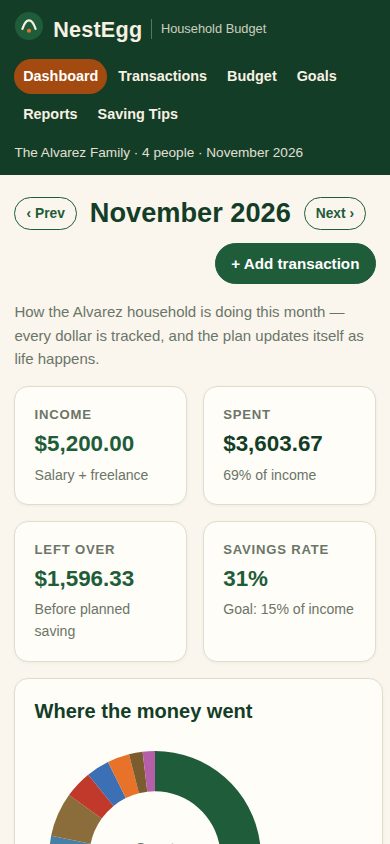 NestEgg
Household Budget
Dashboard
Transactions
Budget
Goals
Reports
Saving Tips
The Alvarez Family · 4 people · November 2026
‹ Prev
November 2026
Next ›
+ Add transaction
How the Alvarez household is doing this month —
every dollar is tracked, and the plan updates itself as
life happens.
INCOME
$5,200.00
Salary + freelance
SPENT
$3,603.67
69% of income
LEFT OVER
$1,596.33
Before planned
saving
SAVINGS RATE
31%
Goal: 15% of income
Where the money went